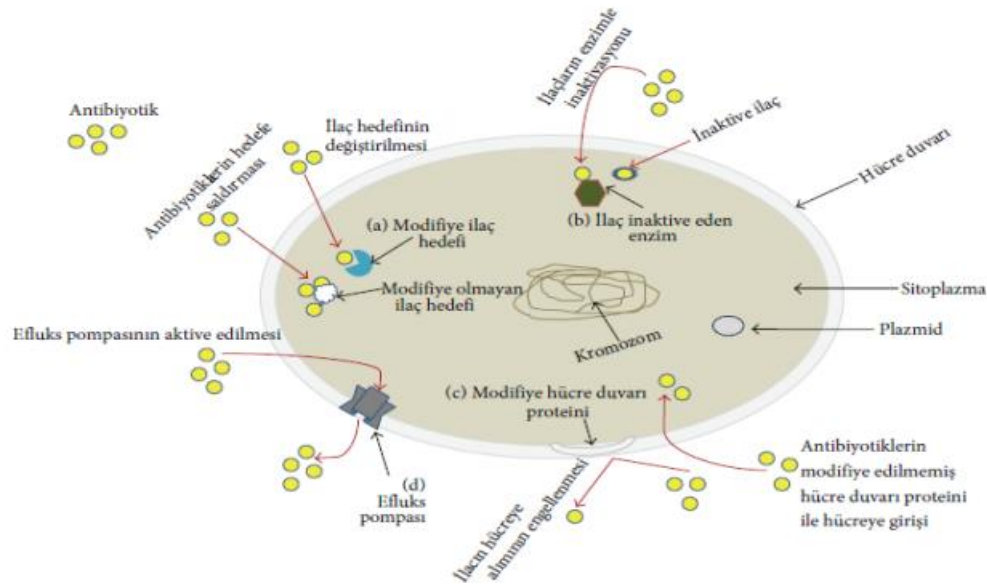 Antibiyotik
Antibiyotiklerin hedefe
saldırması
İlaç hedefinin
değiştirilmesi
İlaçların enzimle
inaktivasyonu
İnaktive ilaç
Hücre duvarı
(a) Modifiye ilaç
hedefi
(b) İlaç inaktive eden
enzim
Modifiye olmayan
ilaç hedefi
Sitoplazma
Plazmid
Kromozom
Efluks pompasının aktive edilmesi
(c) Modifiye hücre duvarı
proteini
(d)
Efluks
pompası
İlacın hücreye
alımının engellenmesi
Antibiyotiklerin
modifiye edilmemiş
hücre duvarı proteini
ile hücreye girişi